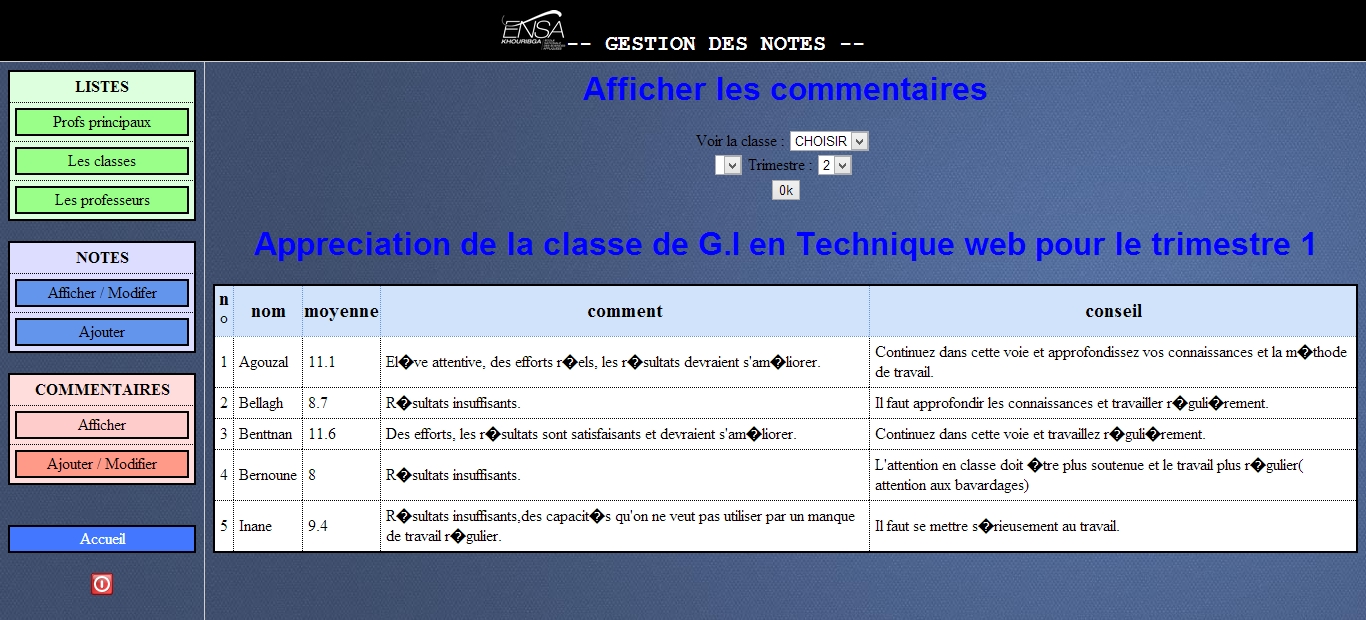 ENSA
KHOURIBGA
-- GESTION DES NOTES --
LISTES
Profs principaux
Les classes
Les professeurs
NOTES
Afficher / Modifer
Ajouter
COMMENTAIRES
Afficher
Ajouter / Modifier
Accueil
Afficher les commentaires
Voir la classe : CHOISIR
Trimestre : 2
0k
Appreciation de la classe de G.I en Technique web pour le trimestre 1
n° nom moyenne comment conseil
1 Agouzal 11.1 El�ve attentive, des efforts r�els, les r�sultats devraient s'am�liorer. Continuez dans cette voie et approfondissez vos connaissances et la m�thode
de travail.
2 Bellagh 8.7 R�sultats insuffisants. Il faut approfondir les connaissances et travailler r�guli�rement.
3 Benttnan 11.6 Des efforts, les r�sultats sont satisfaisants et devraient s'am�liorer. Continuez dans cette voie et travaillez r�guli�rement.
4 Bernoune 8 R�sultats insuffisants. L'attention en classe doit �tre plus soutenue et le travail plus r�gulier(
attention aux bavardages)
5 Inane 9.4 R�sultats insuffisants,des capacit�s qu'on ne veut pas utiliser par un manque
de travail r�gulier. Il faut se mettre s�rieusement au travail.